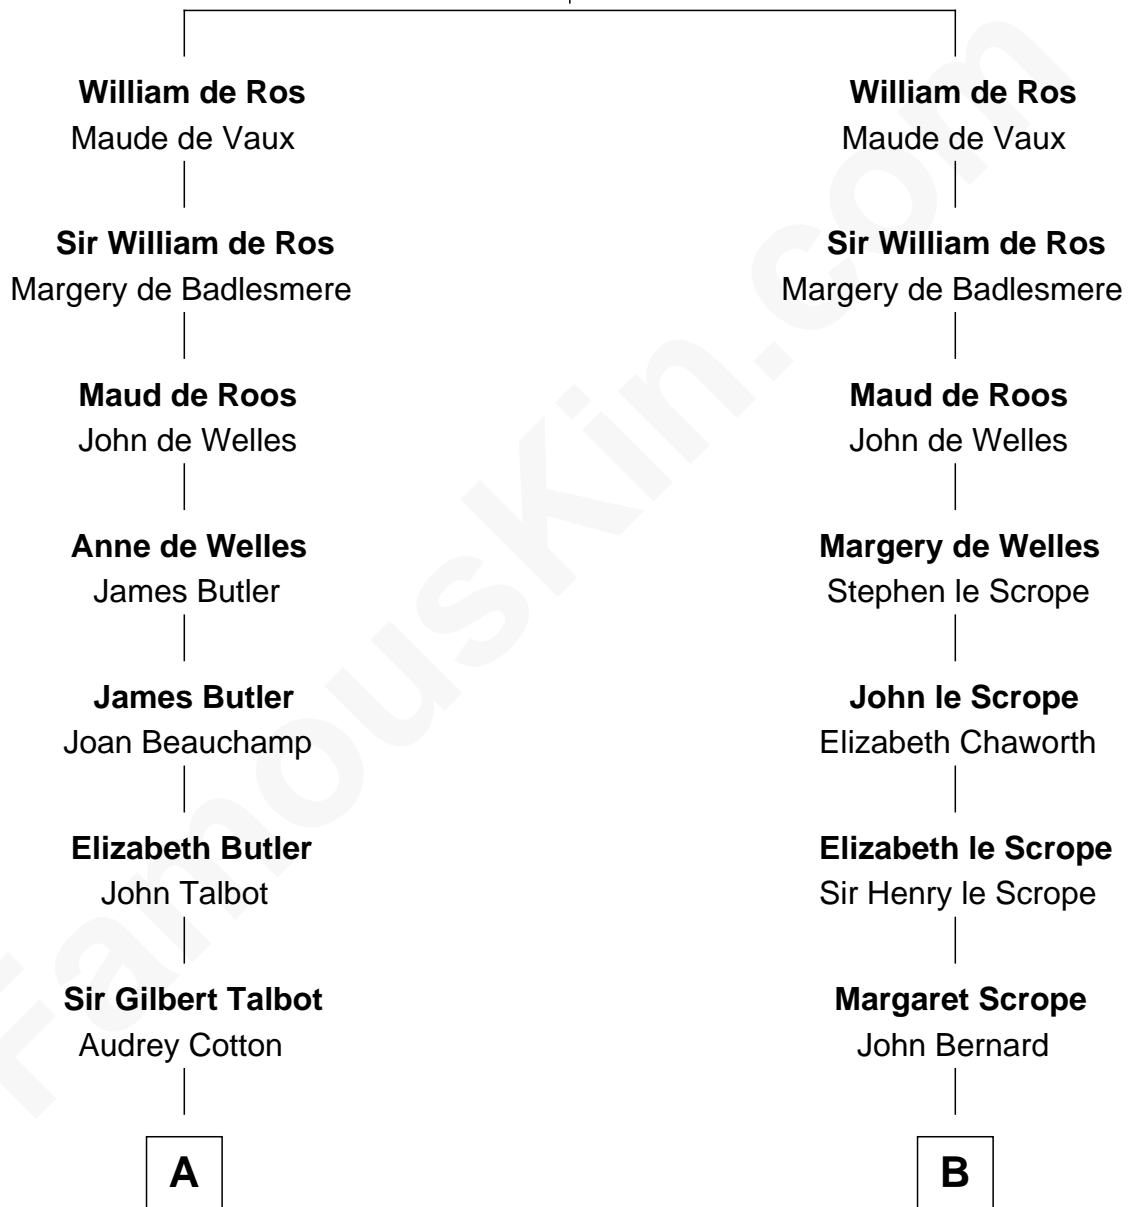 William de Ros
Maude de Vaux
Sir William de Ros
Margery de Badlesmere
Maud de Roos
John de Welles
Anne de Welles
James Butler
James Butler
Joan Beauchamp
Elizabeth Butler
John Talbot
Sir Gilbert Talbot
Audrey Cotton
A
William de Ros
Maude de Vaux
Sir William de Ros
Margery de Badlesmere
Maud de Roos
John de Welles
Margery de Welles
Stephen le Scrope
John le Scrope
Elizabeth Chaworth
Elizabeth le Scrope
Sir Henry le Scrope
Margaret Scrope
John Bernard
B
FamousKin.com